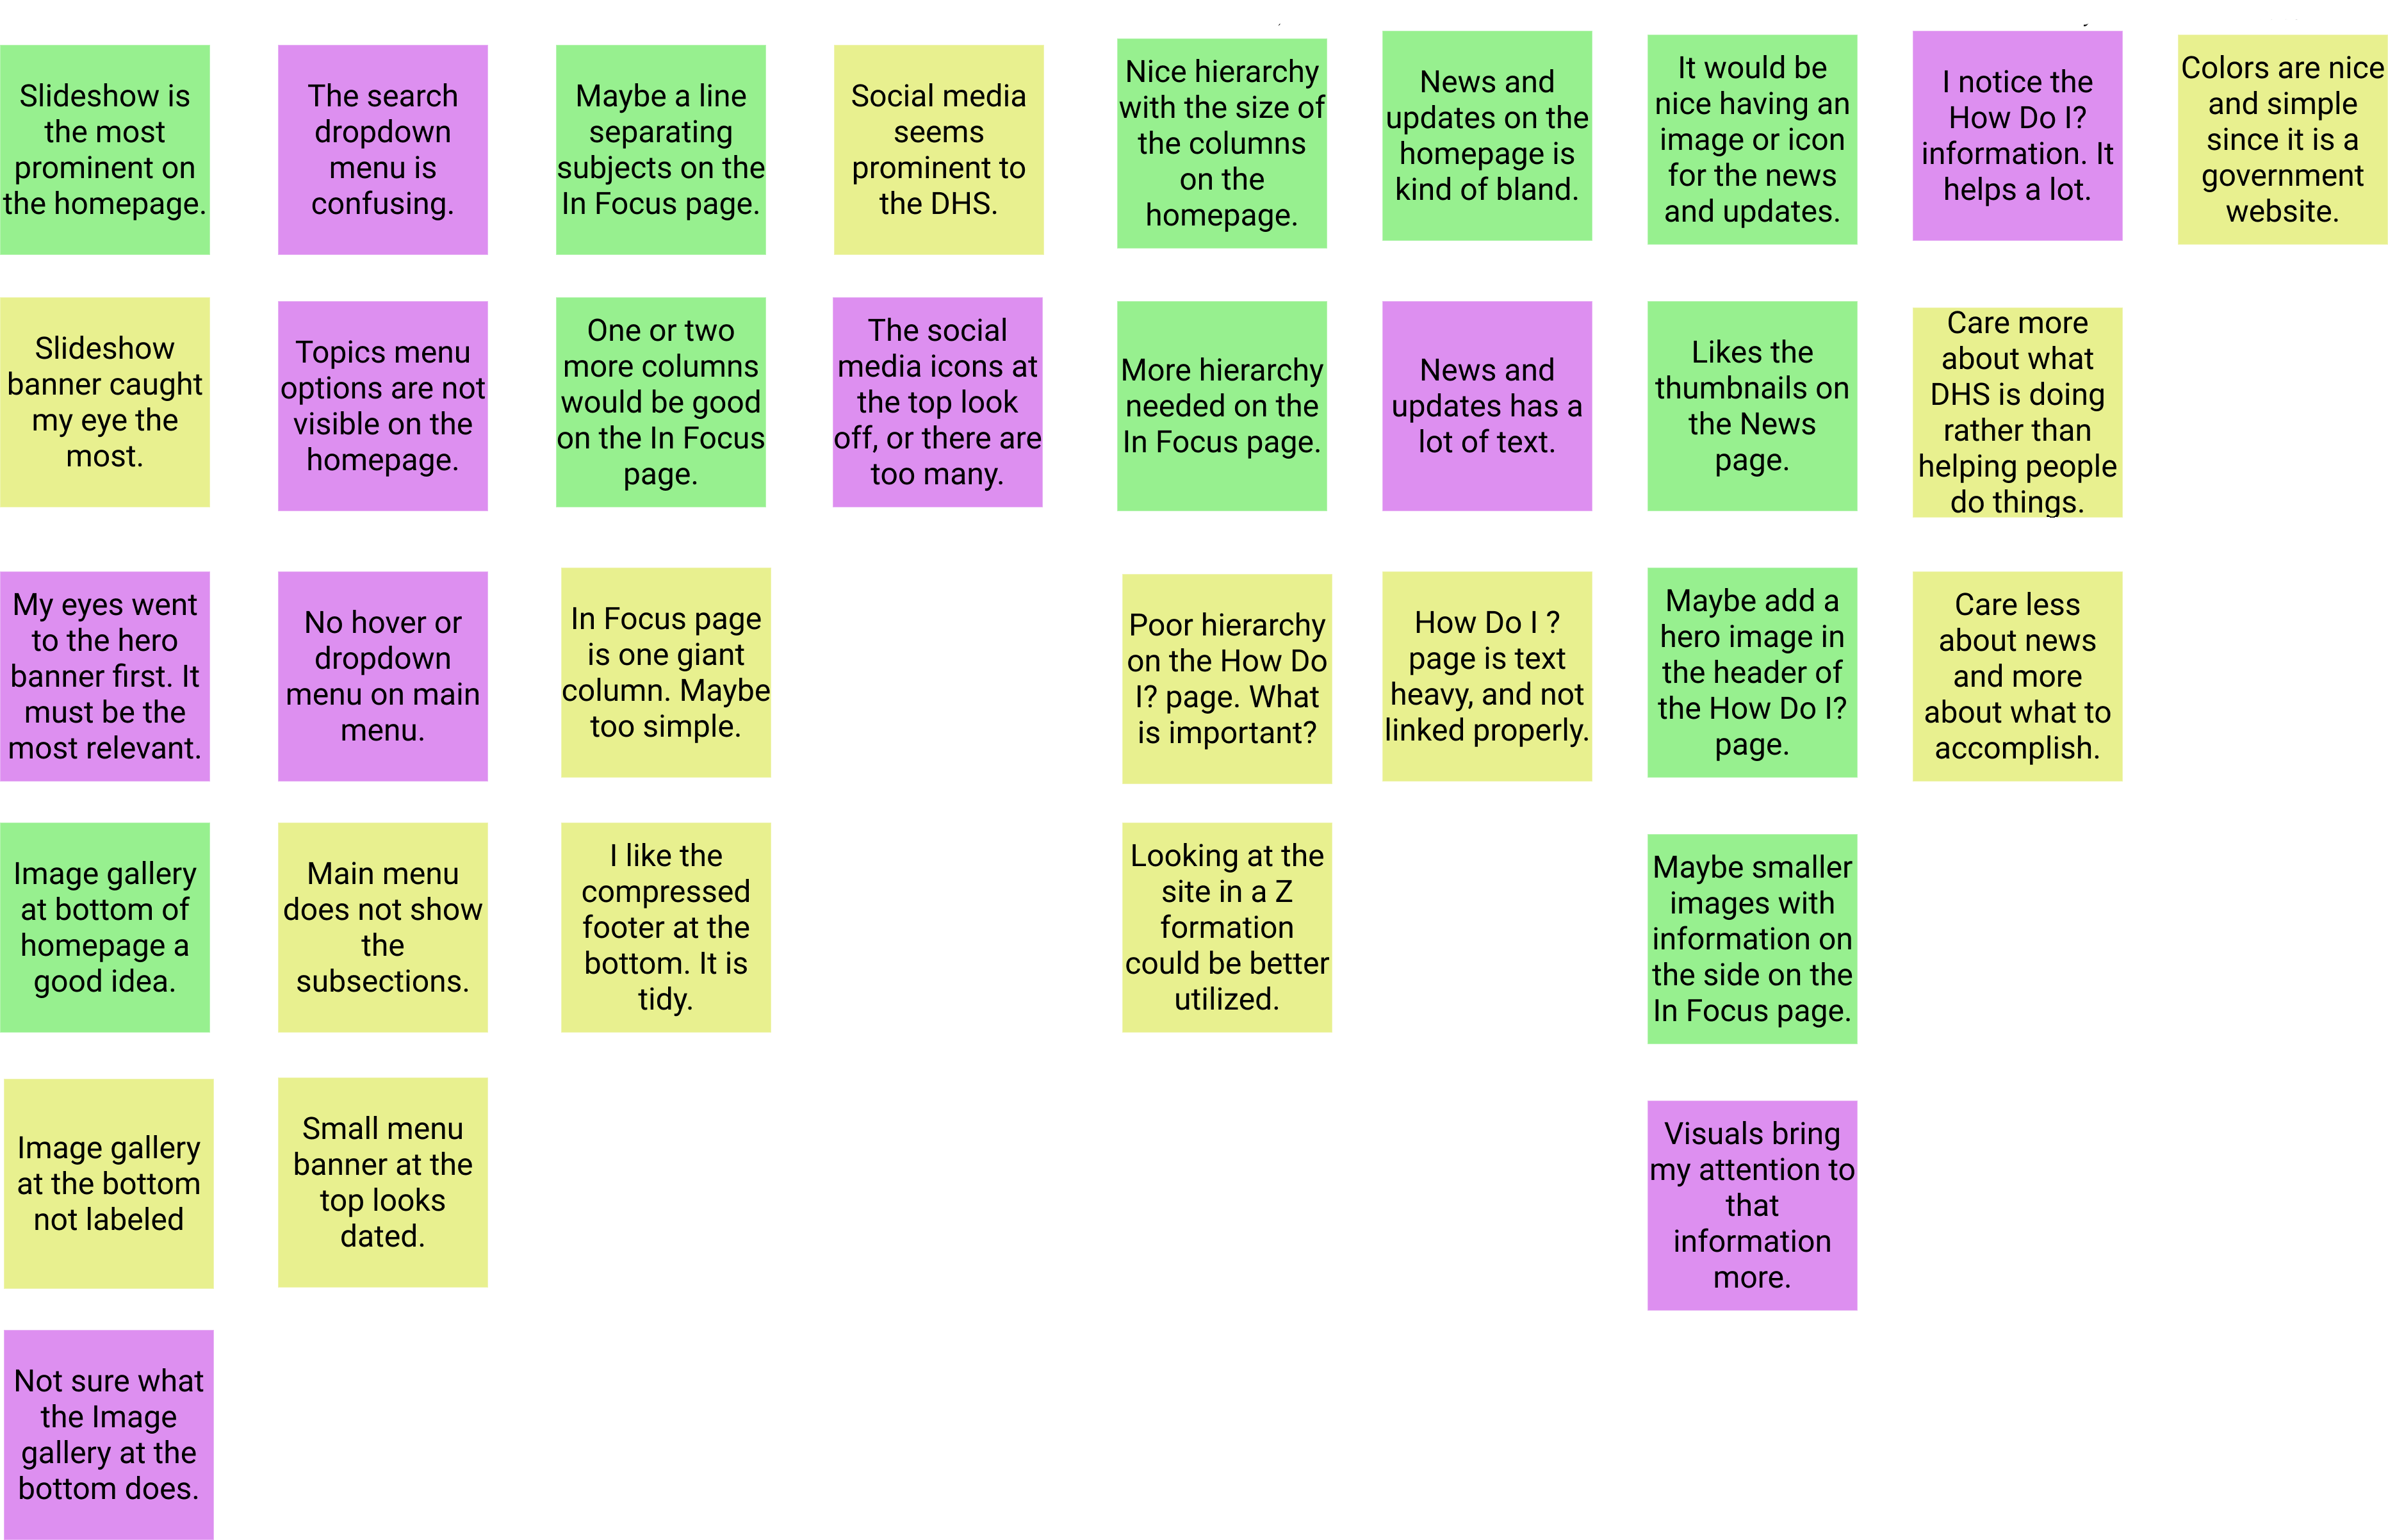 Slideshow is
the most
prominent on
the homepage.
Slideshow
banner caught
my eye the
most.
My eyes went
to the hero
banner first. It
must be the
most relevant.
Image gallery
at bottom of
homepage a
good idea.
Image gallery
at the bottom
not labeled
Not sure what
the Image
gallery at the
bottom does.
The search
dropdown
menu is
confusing.
Topics menu
options are not
visible on the
homepage.
No hover or
dropdown
menu on main
menu.
Main menu
does not show
the
subsections.
Small menu
banner at the
top looks
dated.
Maybe a line
separating
subjects on the
In Focus page.
One or two
more columns
would be good
on the In Focus
page.
In Focus page
is one giant
column. Maybe
too simple.
I like the
compressed
footer at the
bottom. It is
tidy.
Social media
seems
prominent to
the DHS.
The social
media icons at
the top look
off, or there are
too many.
Nice hierarchy
with the size of
the columns
on the
homepage.
More hierarchy
needed on the
In Focus page.
Poor hierarchy
on the How Do
I? page. What
is important?
Looking at the
site in a Z
formation
could be better
utilized.
News and
updates on the
homepage is
kind of bland.
News and
updates has a
lot of text.
How Do I ?
page is text
heavy, and not
linked properly.
It would be
nice having an
image or icon
for the news
and updates.
Likes the
thumbnails on
the News
page.
Maybe add a
hero image in
the header of
the How Do I?
page.
Maybe smaller
images with
information on
the side on the
In Focus page.
Visuals bring
my attention to
that
information
more.
I notice the
How Do I?
information. It
helps a lot.
Care more
about what
DHS is doing
rather than
helping people
do things.
Care less
about news
and more
about what to
accomplish.
Colors are nice
and simple
since it is a
government
website.